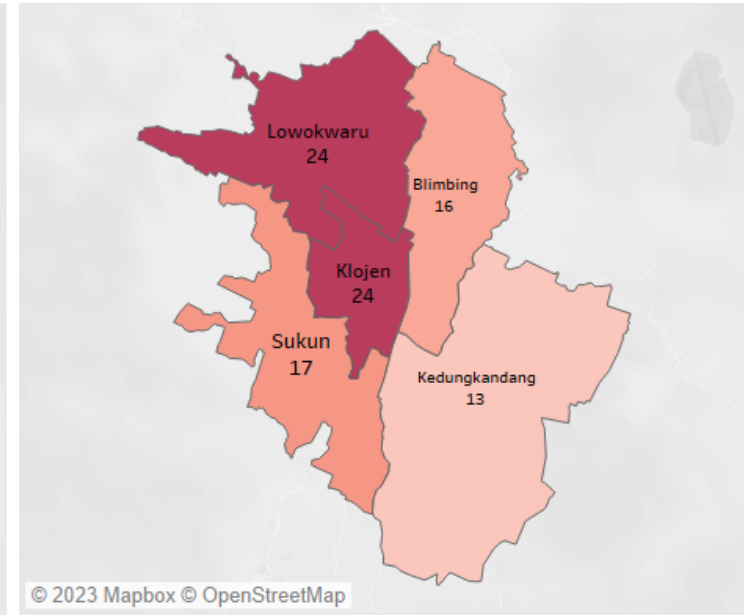 Lowokwaru
24
Blimbing
16
Klojen
24
Sukun
17
Kedungkandang
13
© 2023 Mapbox © OpenStreetMap